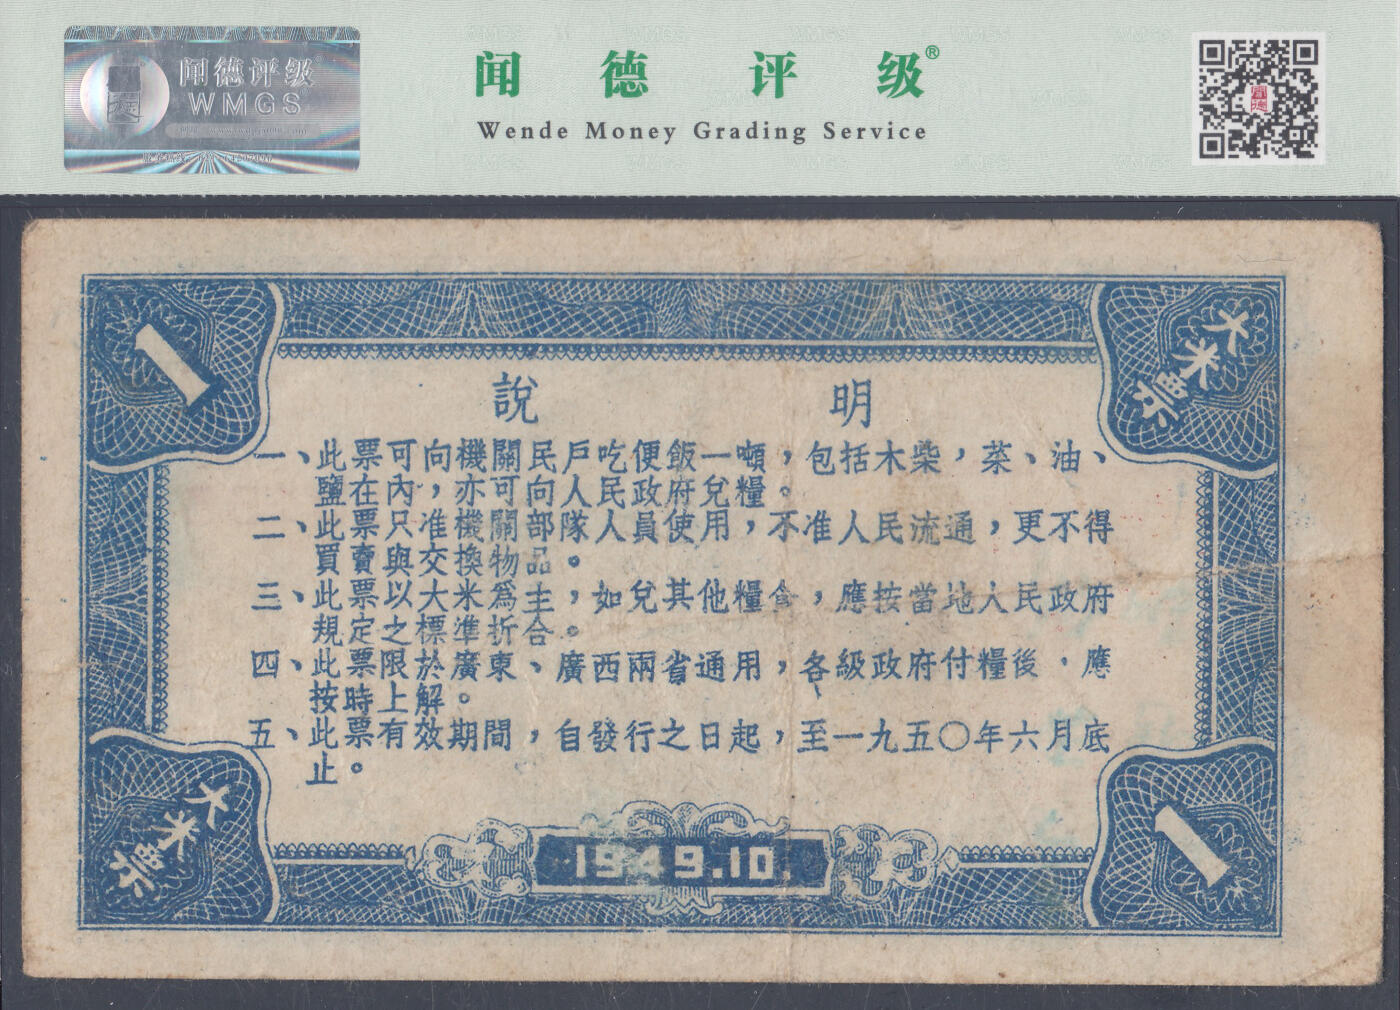 闻德评级
WMGS
闻德评级®
Wende Money Grading Service
1
大米票
說明
一、此票可向機關民戶吃便飯一頓，包括木柴，菜、油、
鹽在內，亦可向人民政府兌糧。
二、此票只准機關部隊人員使用，不准人民流通，更不得
買賣與交換物品。
三、此票以大米爲主，如兌其他糧食，應按當地人民政府
規定之標準折合。
四、此票限於廣東、廣西兩省通用，各級政府付糧後，應
按時上解。
五、此票有效期間，自發行之日起，至一九五〇年六月底
止。
大米票
1949.10.
1